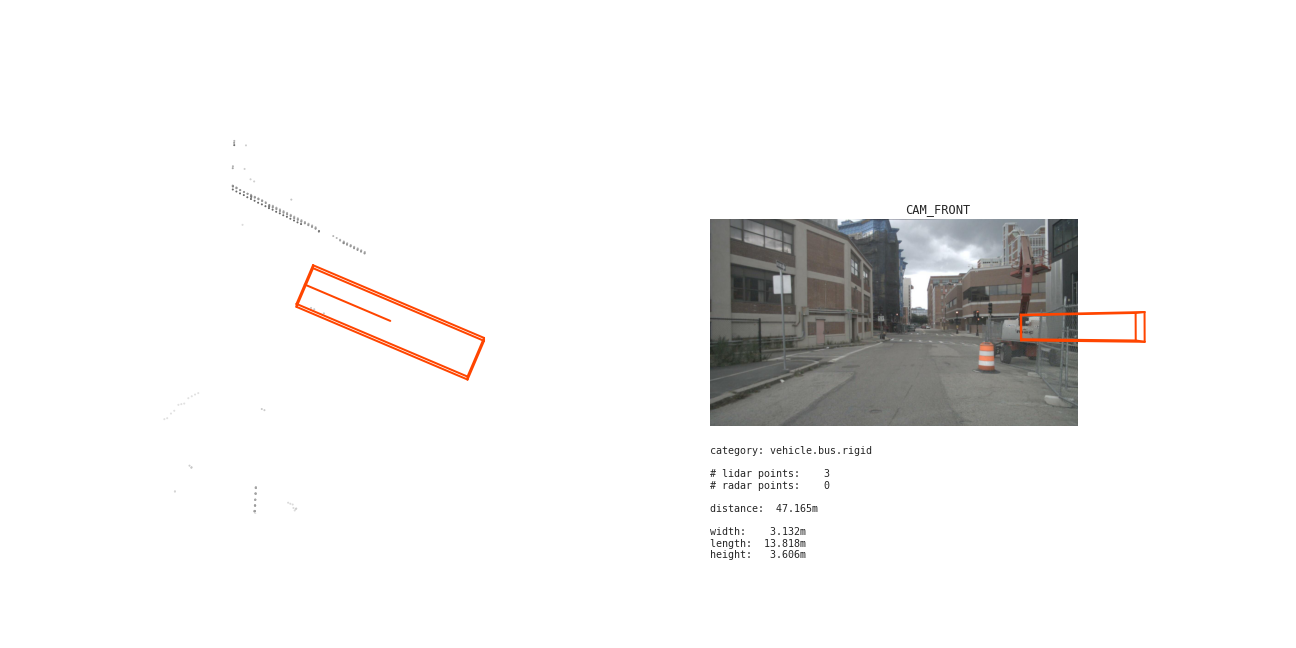 CAM_FRONT
category: vehicle.bus.rigid
# lidar points: 3
# radar points: 0
distance: 47.165m
width: 3.132m
length: 13.818m
height: 3.606m